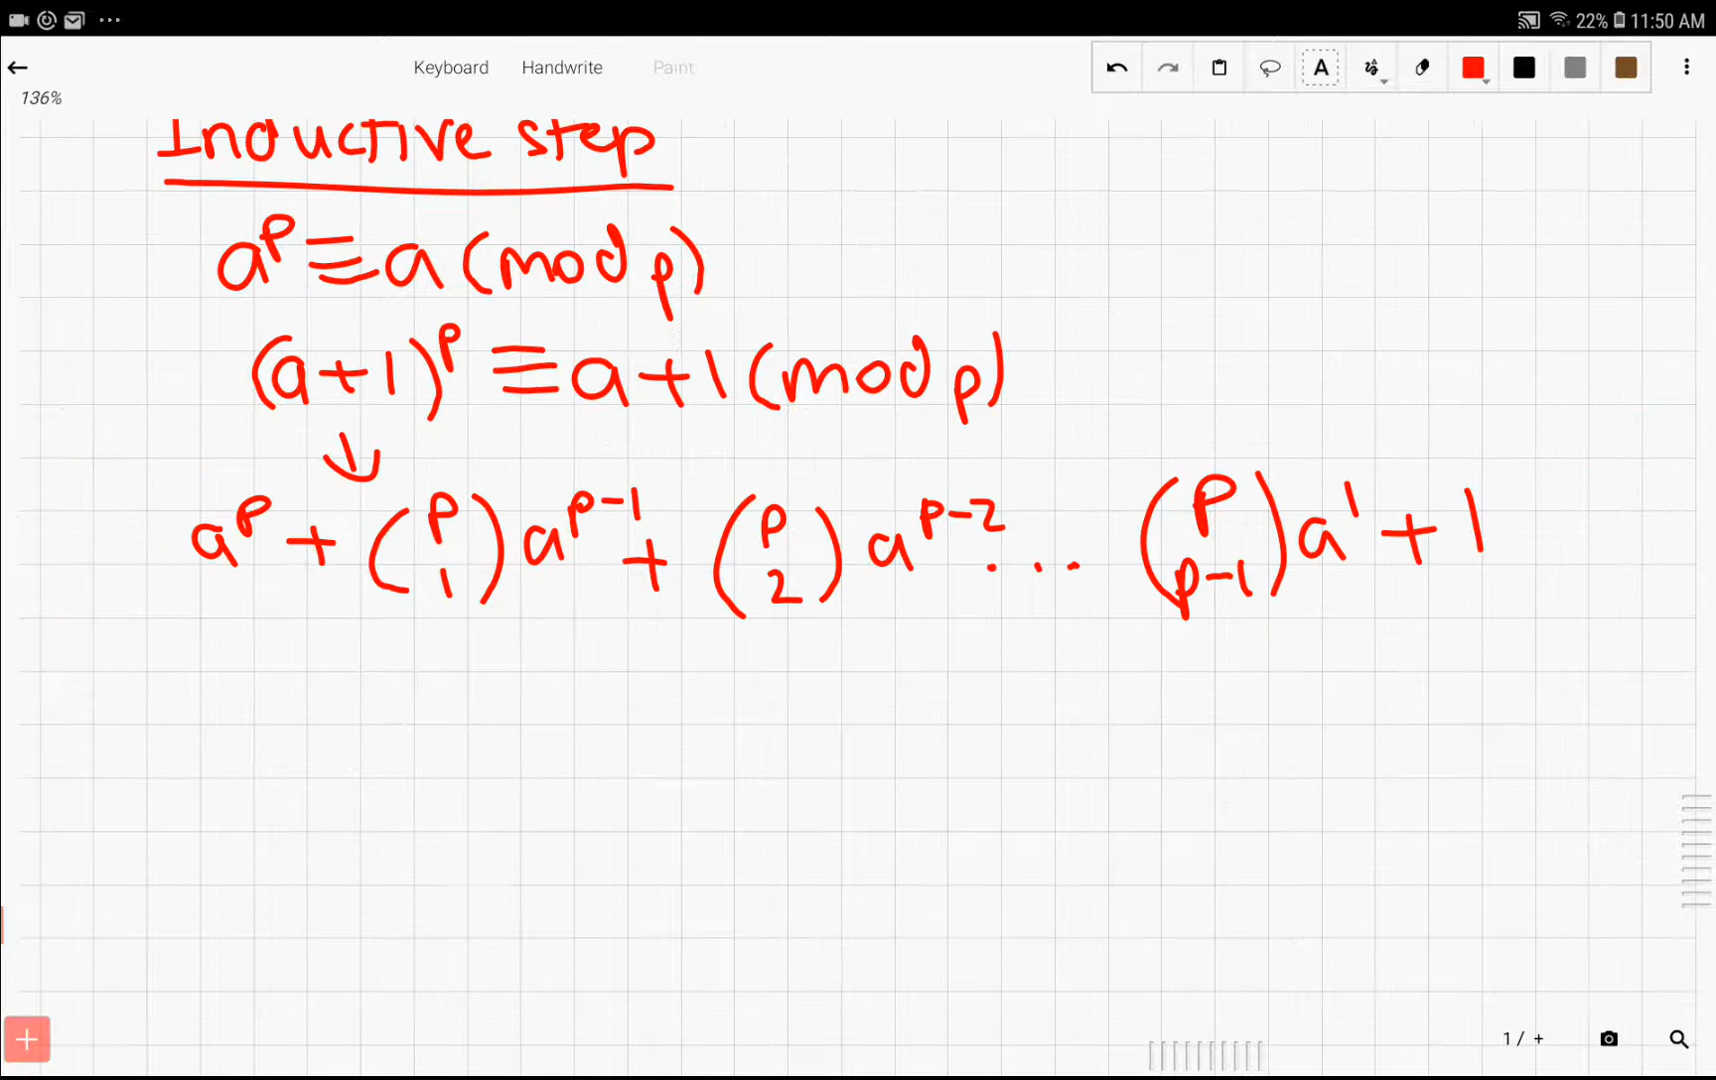 22% 11:50 AM
Keyboard Handwrite Paint A
136%
Inductive step
a^p ≡ a (mod p)
(a+1)^p ≡ a+1 (mod p)
↓
a^p + (p 1) a^{p-1} + (p 2) a^{p-2} ... (p p-1) a^1 + 1
1 / +